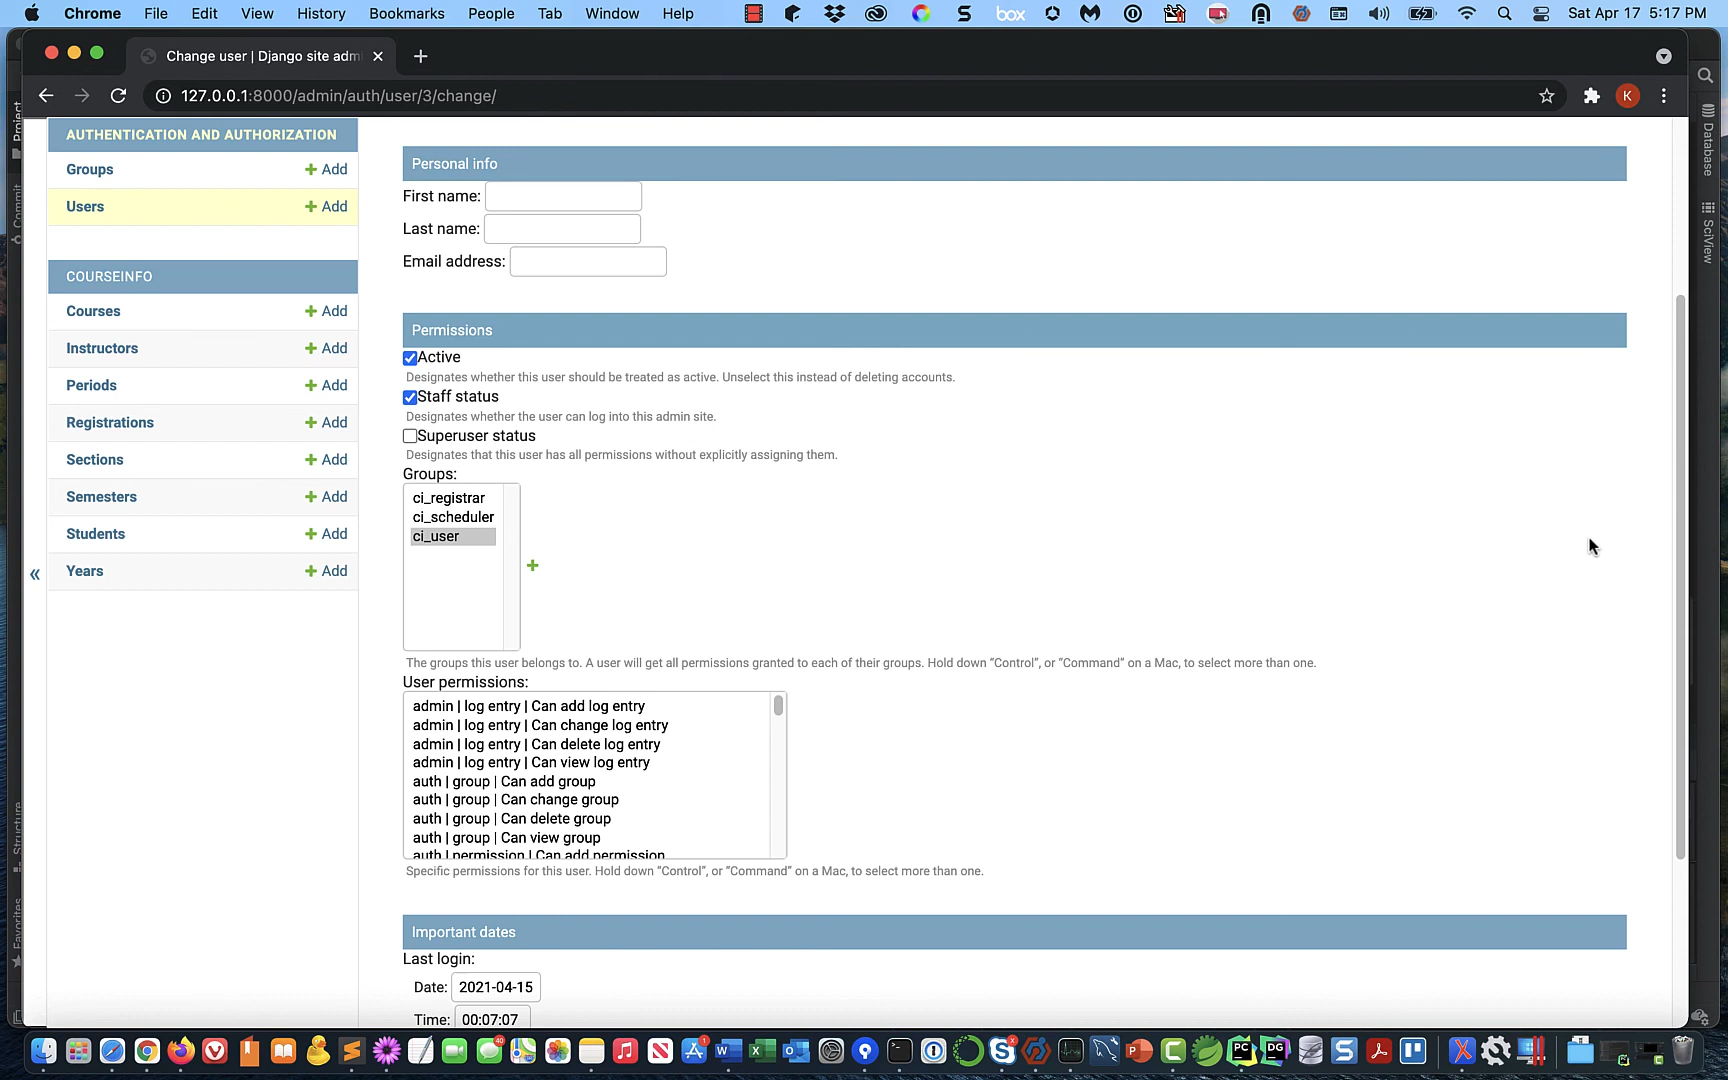 Chrome File Edit View History Bookmarks People Tab Window Help box Sat Apr 17 5:17 PM
Change user | Django site adm
127.0.0.1:8000/admin/auth/user/3/change/
K
Project
Commit
Structure
Favorites
Database
SciView
AUTHENTICATION AND AUTHORIZATION
Groups + Add
Users + Add
COURSEINFO
Courses + Add
Instructors + Add
Periods + Add
Registrations + Add
Sections + Add
Semesters + Add
Students + Add
Years + Add
«
Personal info
First name:
Last name:
Email address:
Permissions
Active
Designates whether this user should be treated as active. Unselect this instead of deleting accounts.
Staff status
Designates whether the user can log into this admin site.
Superuser status
Designates that this user has all permissions without explicitly assigning them.
Groups:
ci_registrar
ci_scheduler
ci_user
The groups this user belongs to. A user will get all permissions granted to each of their groups. Hold down “Control”, or “Command” on a Mac, to select more than one.
User permissions:
admin | log entry | Can add log entry
admin | log entry | Can change log entry
admin | log entry | Can delete log entry
admin | log entry | Can view log entry
auth | group | Can add group
auth | group | Can change group
auth | group | Can delete group
auth | group | Can view group
auth | permission | Can add permission
Specific permissions for this user. Hold down “Control”, or “Command” on a Mac, to select more than one.
Important dates
Last login:
Date: 2021-04-15
Time: 00:07:07